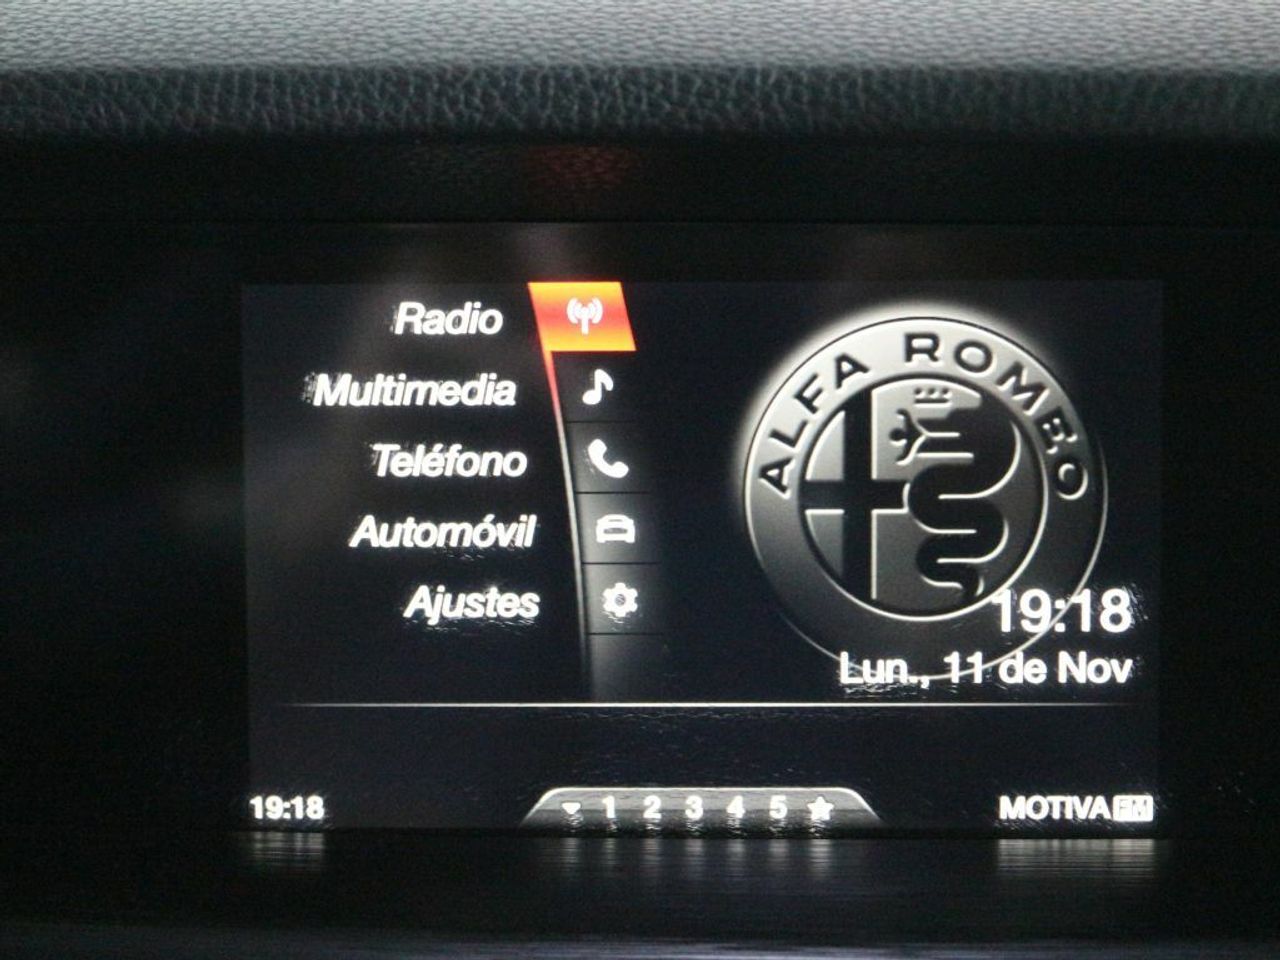 Radio
Multimedia
Teléfono
Automóvil
Ajustes
ALFA ROMEO
19:18
Lun., 11 de Nov
19:18
1 2 3 4 5
MOTIVA FM